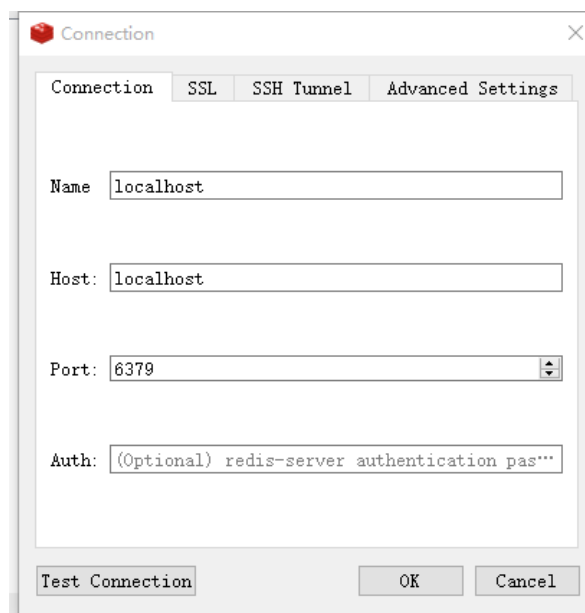 Connection
Connection SSL SSH Tunnel Advanced Settings
Name localhost
Host: localhost
Port: 6379
Auth: (Optional) redis-server authentication pas…
Test Connection OK Cancel